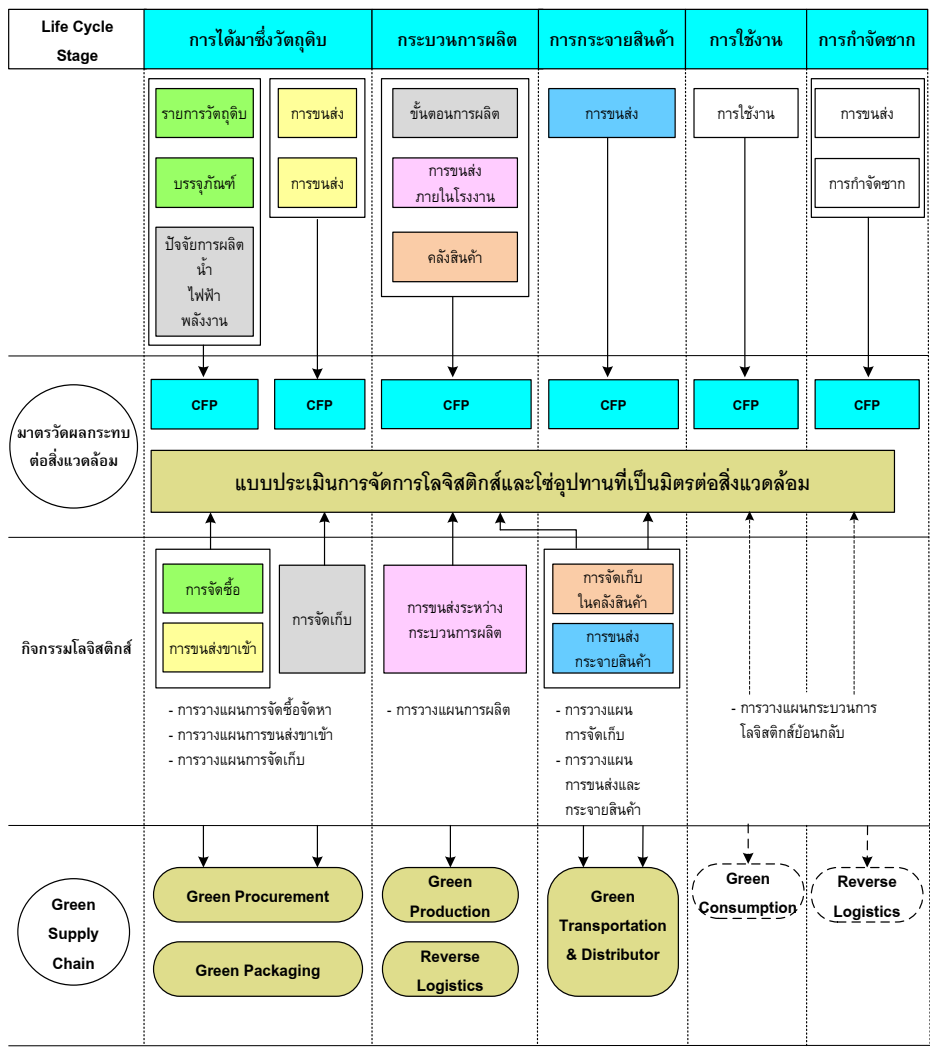 Life Cycle
Stage
การได้มาซึ่งวัตถุดิบ
กระบวนการผลิต
การกระจายสินค้า
การใช้งาน
การกำจัดซาก
รายการวัตถุดิบ
การขนส่ง
ขั้นตอนการผลิต
การขนส่ง
การใช้งาน
การขนส่ง
บรรจุภัณฑ์
การขนส่ง
การขนส่ง
ภายในโรงงาน
การกำจัดซาก
ปัจจัยการผลิต
น้ำ
ไฟฟ้า
พลังงาน
คลังสินค้า
มาตรวัดผลกระทบ
ต่อสิ่งแวดล้อม
CFP
CFP
CFP
CFP
CFP
CFP
แบบประเมินการจัดการโลจิสติกส์และโซ่อุปทานที่เป็นมิตรต่อสิ่งแวดล้อม
กิจกรรมโลจิสติกส์
การจัดซื้อ
การขนส่งขาเข้า
การจัดเก็บ
การขนส่งระหว่าง
กระบวนการผลิต
การจัดเก็บ
ในคลังสินค้า
การขนส่ง
กระจายสินค้า
- การวางแผนการจัดซื้อจัดหา
- การวางแผนการขนส่งขาเข้า
- การวางแผนการจัดเก็บ
- การวางแผนการผลิต
- การวางแผน
การจัดเก็บ
- การวางแผน
การขนส่งและ
กระจายสินค้า
- การวางแผนกระบวนการ
โลจิสติกส์ย้อนกลับ
Green
Supply
Chain
Green Procurement
Green Packaging
Green
Production
Reverse
Logistics
Green
Transportation
& Distributor
Green
Consumption
Reverse
Logistics